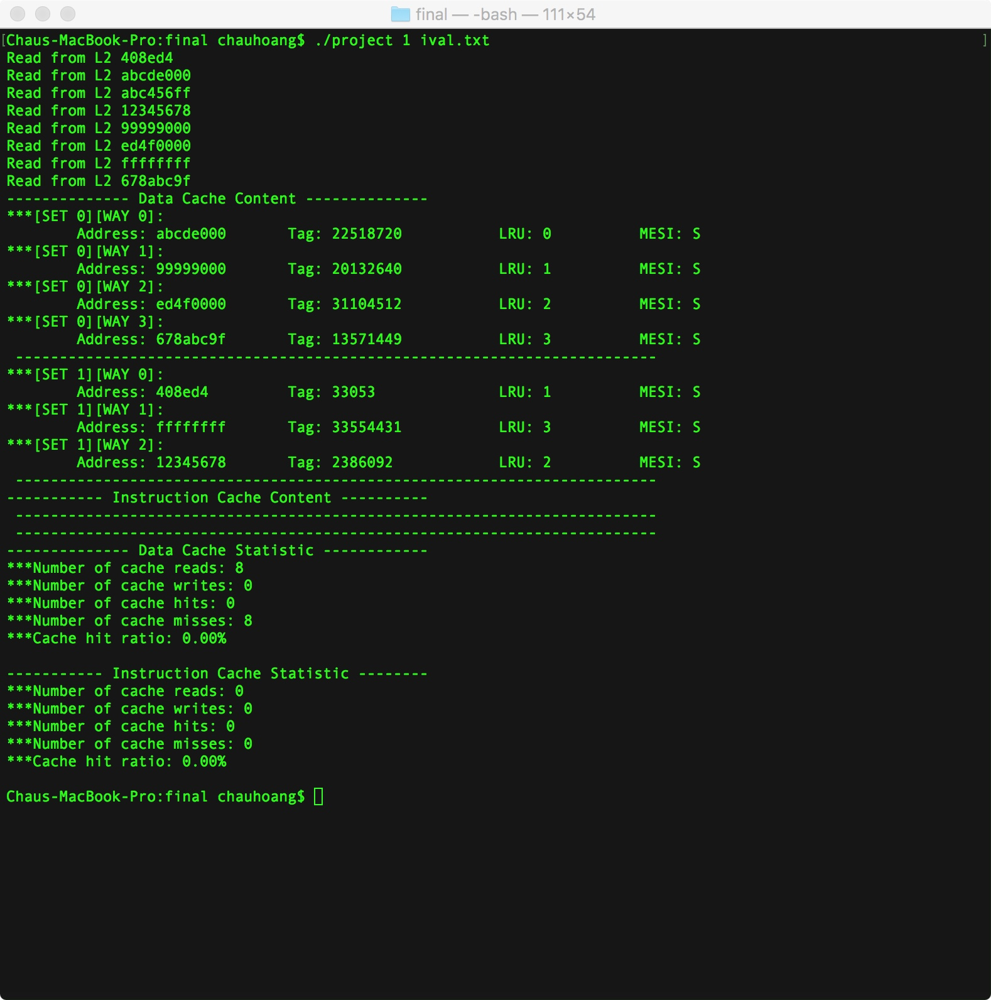 final — -bash — 111×54
[Chaus-MacBook-Pro:final chauhoang$ ./project 1 ival.txt ]
Read from L2 408ed4
Read from L2 abcde000
Read from L2 abc456ff
Read from L2 12345678
Read from L2 99999000
Read from L2 ed4f0000
Read from L2 ffffffff
Read from L2 678abc9f
-------------- Data Cache Content --------------
***[SET 0][WAY 0]:
        Address: abcde000       Tag: 22518720           LRU: 0          MESI: S
***[SET 0][WAY 1]:
        Address: 99999000       Tag: 20132640           LRU: 1          MESI: S
***[SET 0][WAY 2]:
        Address: ed4f0000       Tag: 31104512           LRU: 2          MESI: S
***[SET 0][WAY 3]:
        Address: 678abc9f       Tag: 13571449           LRU: 3          MESI: S
 -------------------------------------------------------------------------
***[SET 1][WAY 0]:
        Address: 408ed4         Tag: 33053              LRU: 1          MESI: S
***[SET 1][WAY 1]:
        Address: ffffffff       Tag: 33554431           LRU: 3          MESI: S
***[SET 1][WAY 2]:
        Address: 12345678       Tag: 2386092            LRU: 2          MESI: S
 -------------------------------------------------------------------------
----------- Instruction Cache Content ----------
 -------------------------------------------------------------------------
 -------------------------------------------------------------------------
-------------- Data Cache Statistic ------------
***Number of cache reads: 8
***Number of cache writes: 0
***Number of cache hits: 0
***Number of cache misses: 8
***Cache hit ratio: 0.00%
----------- Instruction Cache Statistic --------
***Number of cache reads: 0
***Number of cache writes: 0
***Number of cache hits: 0
***Number of cache misses: 0
***Cache hit ratio: 0.00%
Chaus-MacBook-Pro:final chauhoang$